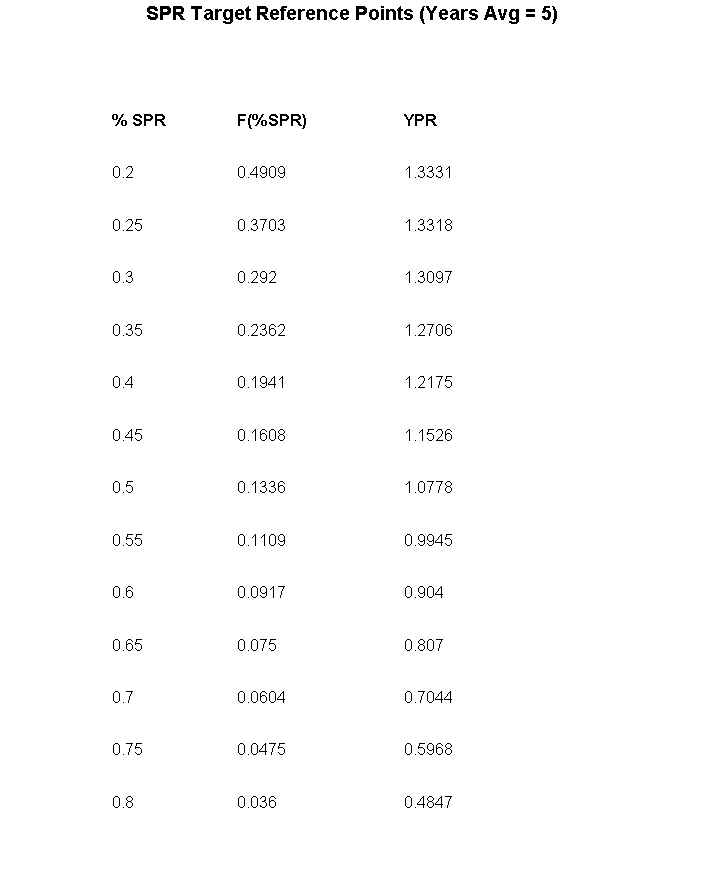 SPR Target Reference Points (Years Avg = 5)
% SPR F(%SPR) YPR
0.2 0.4909 1.3331
0.25 0.3703 1.3318
0.3 0.292 1.3097
0.35 0.2362 1.2706
0.4 0.1941 1.2175
0.45 0.1608 1.1526
0.5 0.1336 1.0778
0.55 0.1109 0.9945
0.6 0.0917 0.904
0.65 0.075 0.807
0.7 0.0604 0.7044
0.75 0.0475 0.5968
0.8 0.036 0.4847